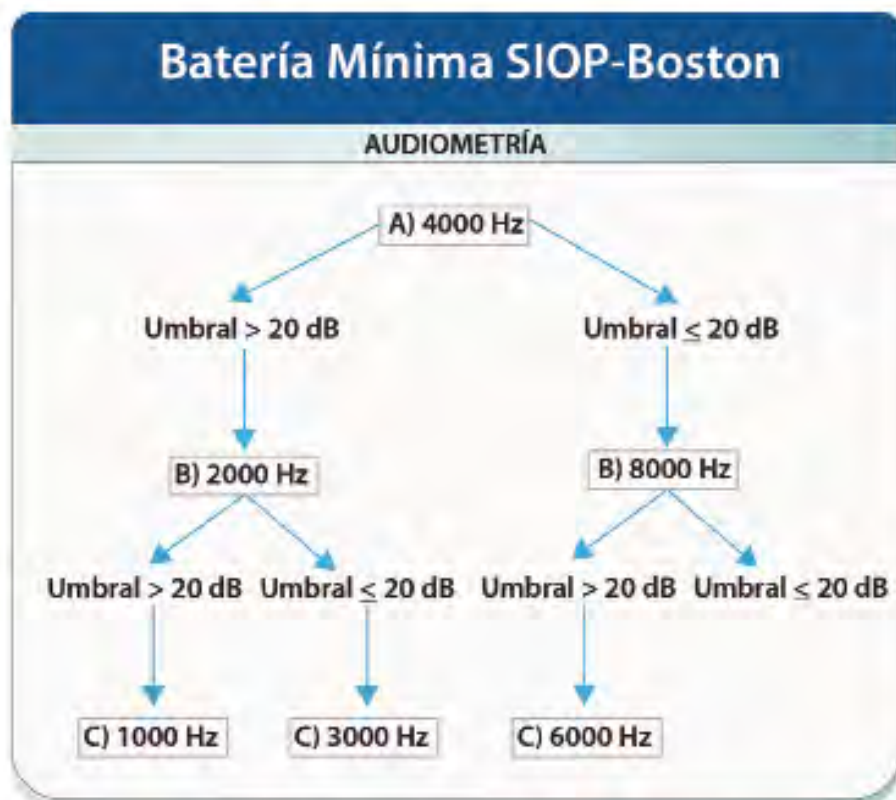 Batería Mínima SIOP-Boston
AUDIOMETRÍA
A) 4000 Hz
Umbral > 20 dB
Umbral ≤ 20 dB
B) 2000 Hz
B) 8000 Hz
Umbral > 20 dB
Umbral ≤ 20 dB
Umbral > 20 dB
Umbral ≤ 20 dB
C) 1000 Hz
C) 3000 Hz
C) 6000 Hz